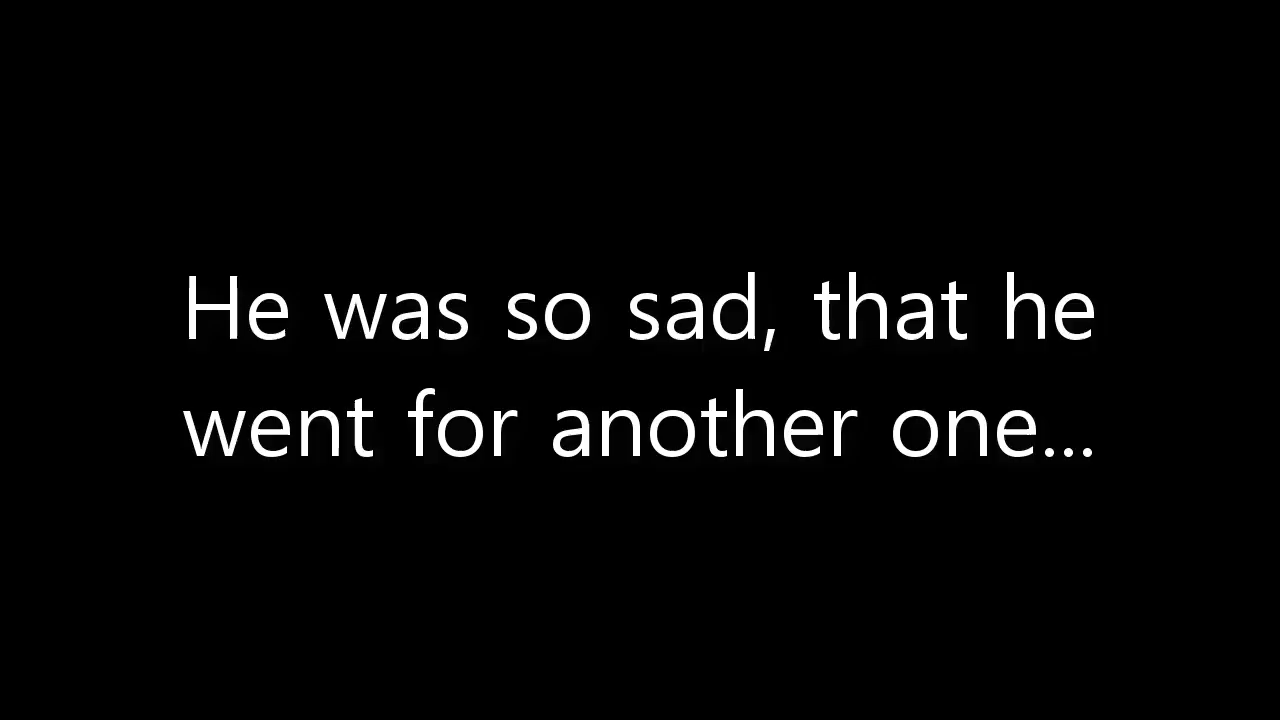 He was so sad, that he
went for another one...